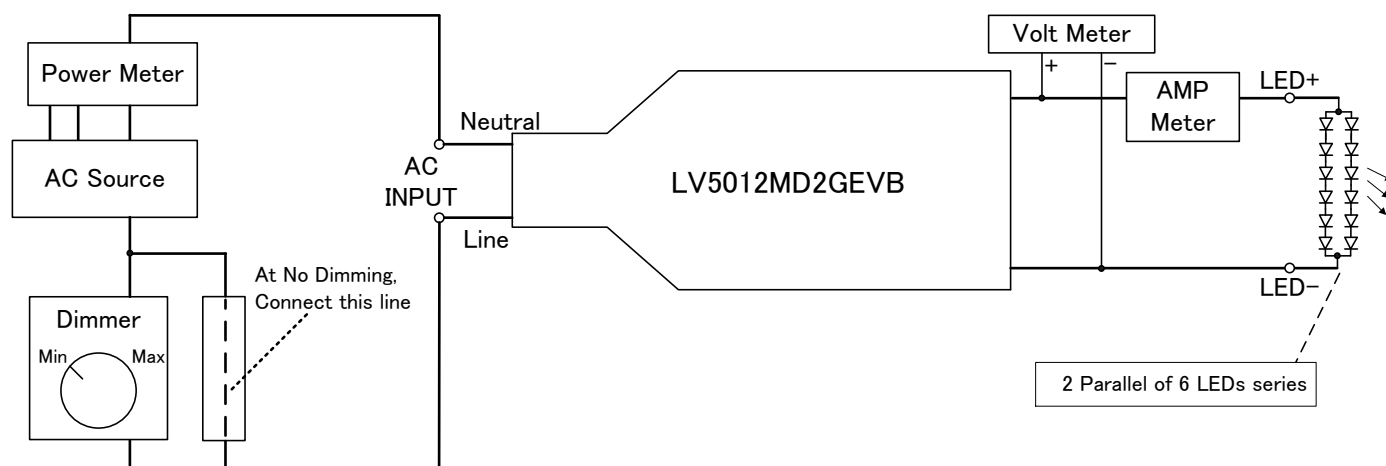 Volt Meter
+ −
Power Meter
AMP
Meter
LED+
Neutral
AC
INPUT
AC Source
LV5012MD2GEVB
Line
At No Dimming,
Connect this line
LED-
Dimmer
Min Max
2 Parallel of 6 LEDs series